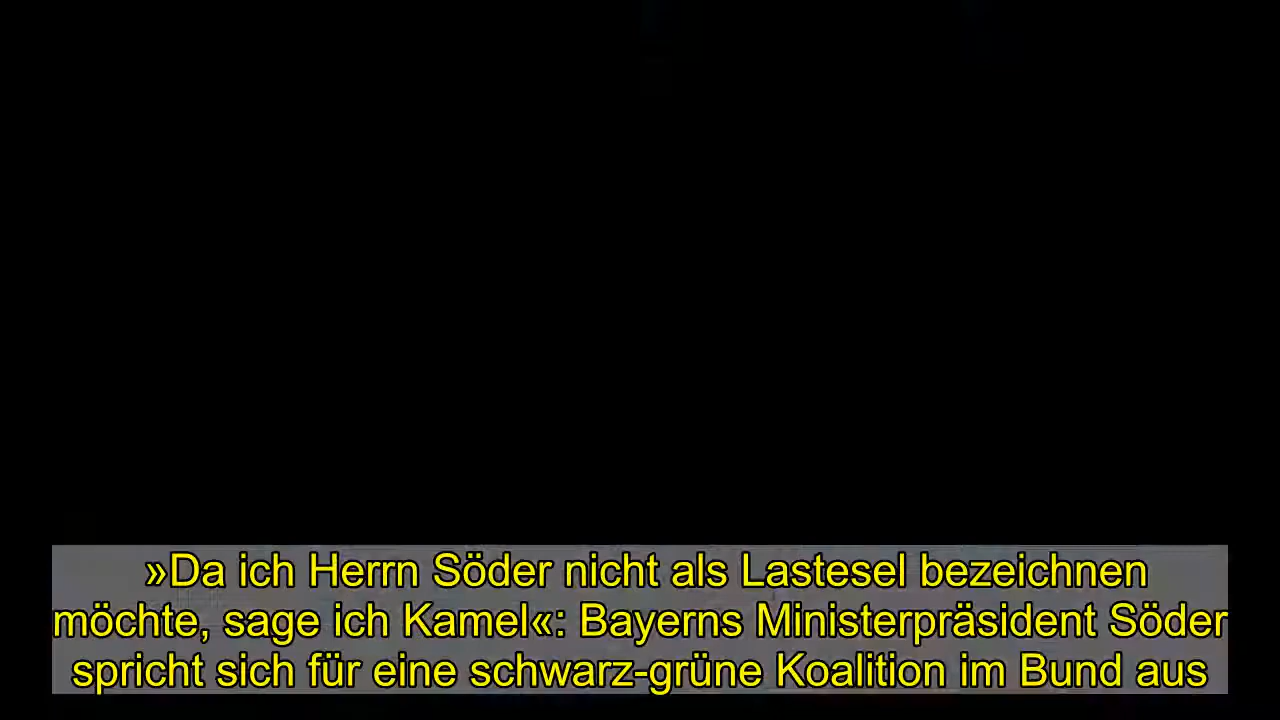 »Da ich Herrn Söder nicht als Lastesel bezeichnen
möchte, sage ich Kamel«: Bayerns Ministerpräsident Söder
spricht sich für eine schwarz-grüne Koalition im Bund aus